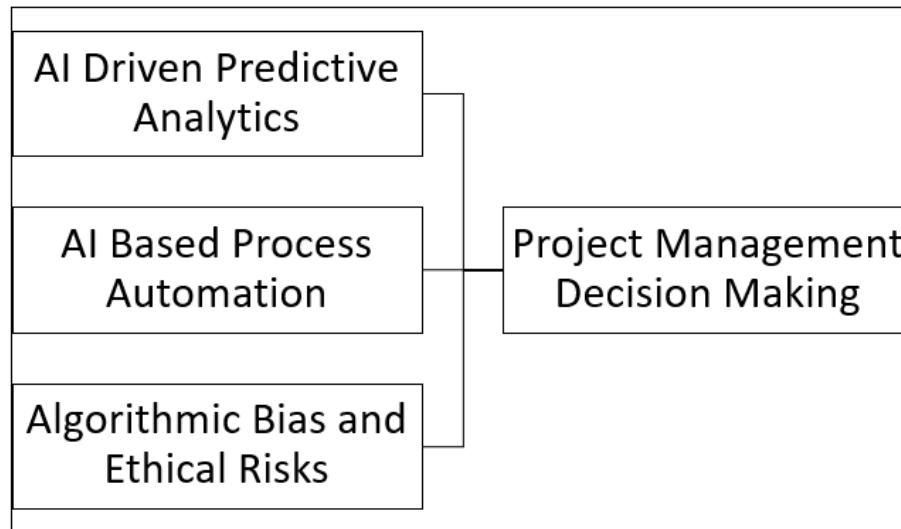 AI Driven Predictive
Analytics
AI Based Process
Automation
Project Management
Decision Making
Algorithmic Bias and
Ethical Risks